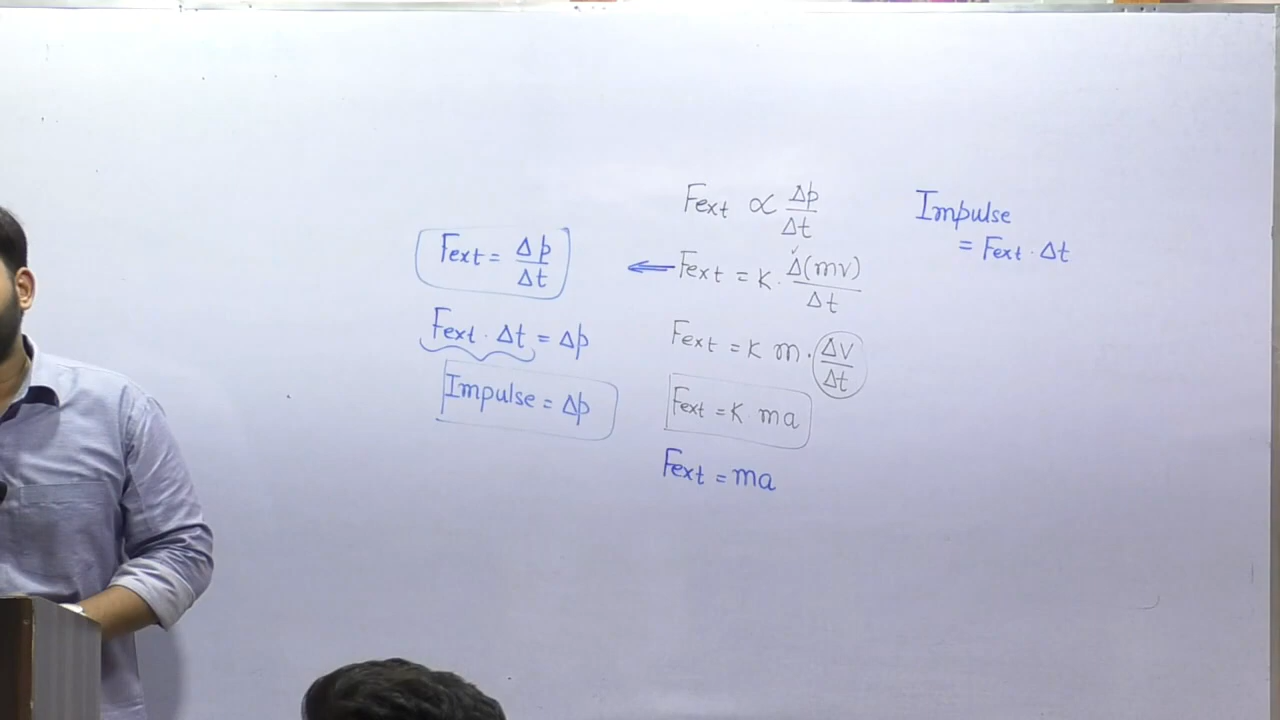 Fext = Δp/Δt
Fext · Δt = Δp
Impulse = Δp
Fext ∝ Δp/Δt
Fext = K · Δ(mv)/Δt
Fext = K m · Δv/Δt
Fext = K · ma
Fext = ma
Impulse
= Fext · Δt